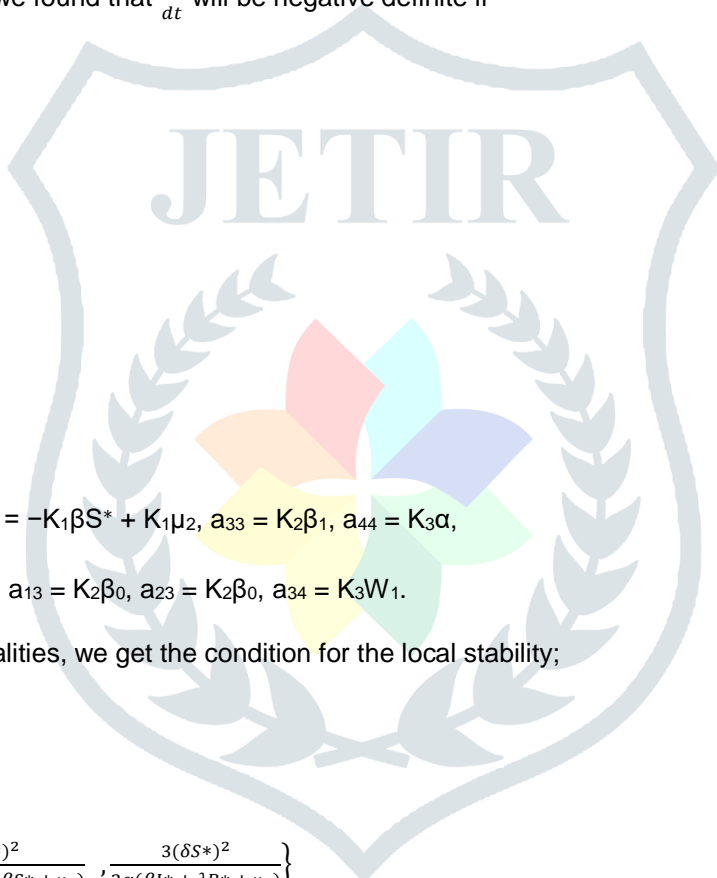 we found that dt will be negative definite if
JETIR
= −K₁βS* + K₁μ₂, a₃₃ = K₂β₁, a₄₄ = K₃α,
a₁₃ = K₂β₀, a₂₃ = K₂β₀, a₃₄ = K₃W₁.
alities, we get the condition for the local stability;
)² , 3(δS*)² }